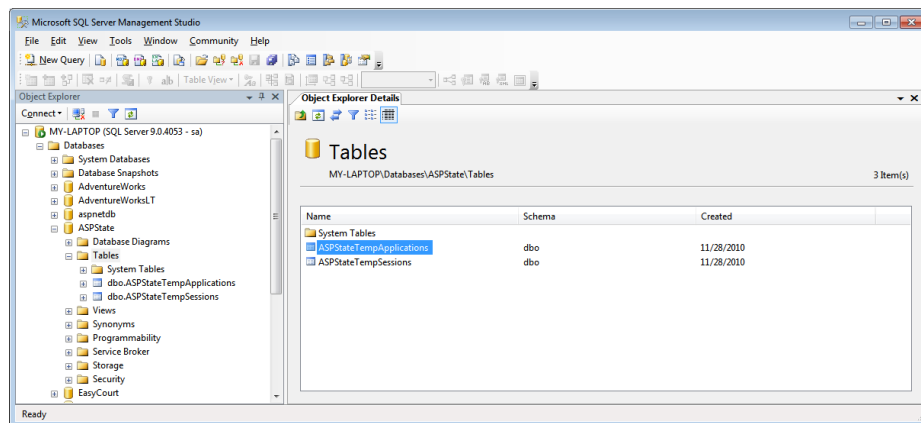 Microsoft SQL Server Management Studio
File Edit View Tools Window Community Help
New Query
Table View
Object Explorer
Connect
MY-LAPTOP (SQL Server 9.0.4053 - sa)
Databases
System Databases
Database Snapshots
AdventureWorks
AdventureWorksLT
aspnetdb
ASPState
Database Diagrams
Tables
System Tables
dbo.ASPStateTempApplications
dbo.ASPStateTempSessions
Views
Synonyms
Programmability
Service Broker
Storage
Security
EasyCourt
Object Explorer Details
Tables
MY-LAPTOP\Databases\ASPState\Tables 3 Item(s)
Name Schema Created
System Tables
ASPStateTempApplications dbo 11/28/2010
ASPStateTempSessions dbo 11/28/2010
Ready